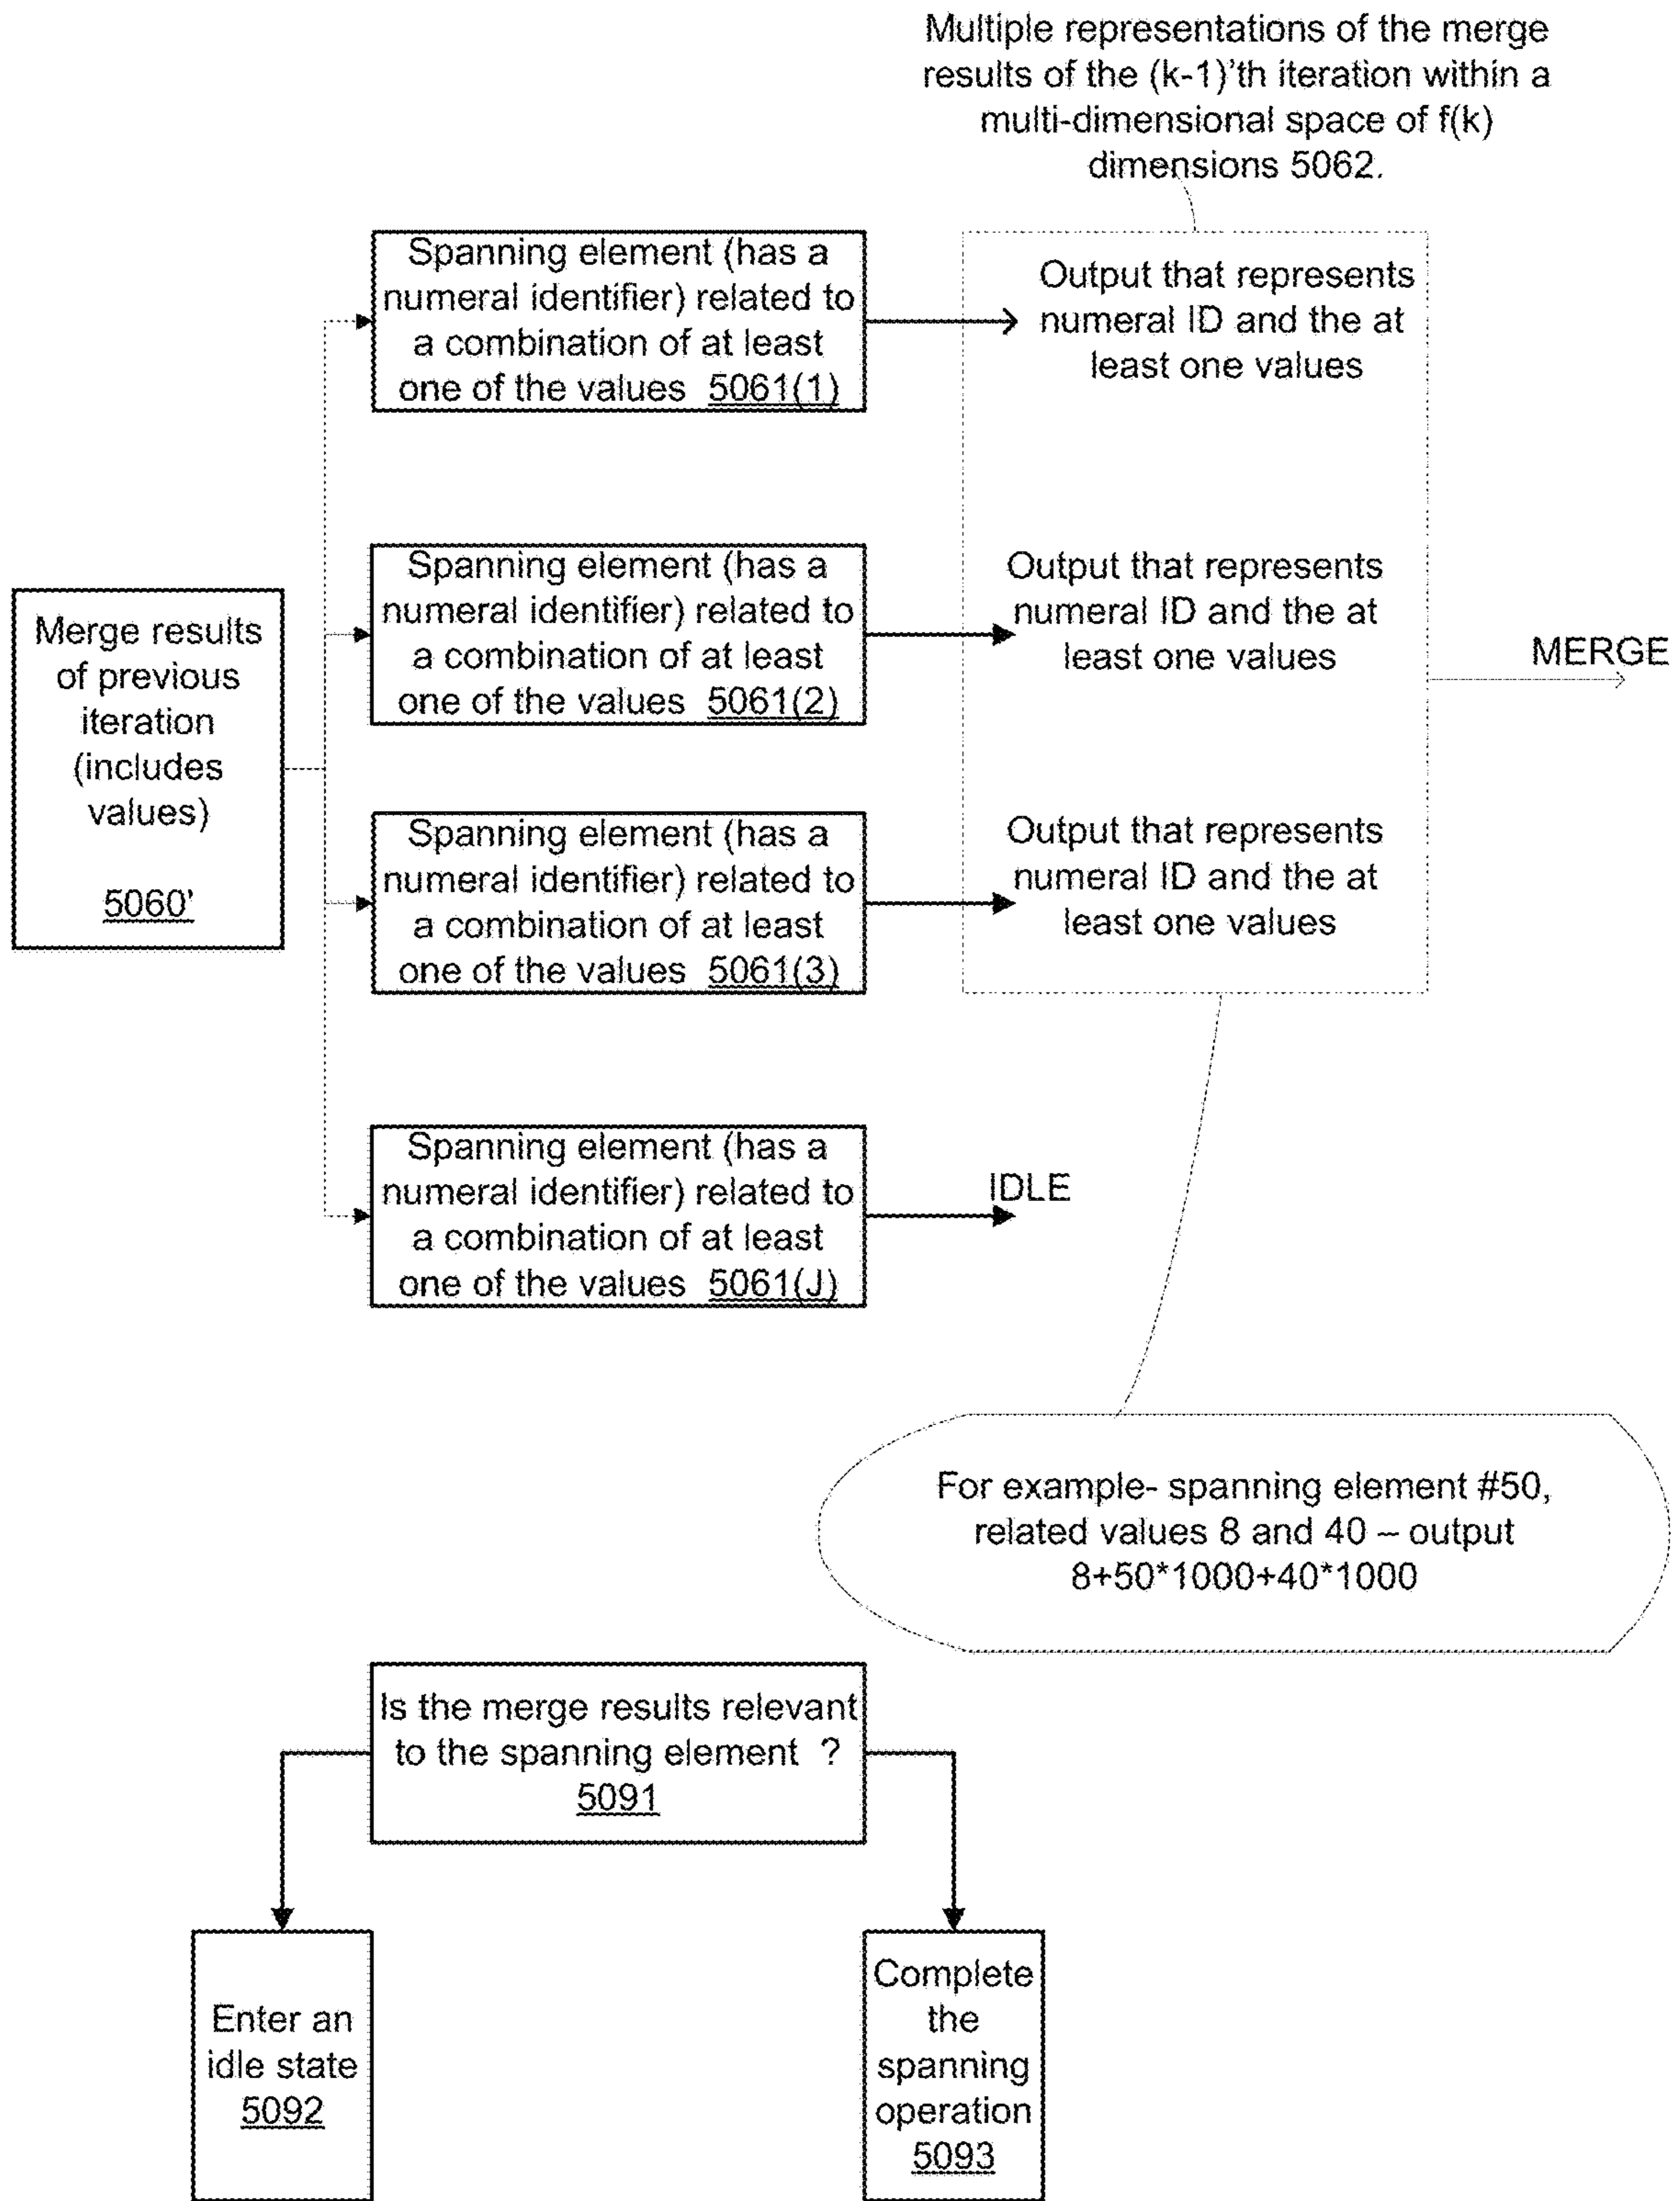 Multiple representations of the merge
results of the (k-1)'th iteration within a
multi-dimensional space of f(k)
dimensions 5062.
Spanning element (has a
numeral identifier) related to
a combination of at least
one of the values 5061(1)
Output that represents
numeral ID and the at
least one values
Merge results
of previous
iteration
(includes
values)
5060'
Spanning element (has a
numeral identifier) related to
a combination of at least
one of the values 5061(2)
Output that represents
numeral ID and the at
least one values
MERGE
Spanning element (has a
numeral identifier) related to
a combination of at least
one of the values 5061(3)
Output that represents
numeral ID and the at
least one values
Spanning element (has a
numeral identifier) related to
a combination of at least
one of the values 5061(J)
IDLE
For example- spanning element #50,
related values 8 and 40 – output
8+50*1000+40*1000
Is the merge results relevant
to the spanning element ?
5091
Enter an
idle state
5092
Complete
the
spanning
operation
5093